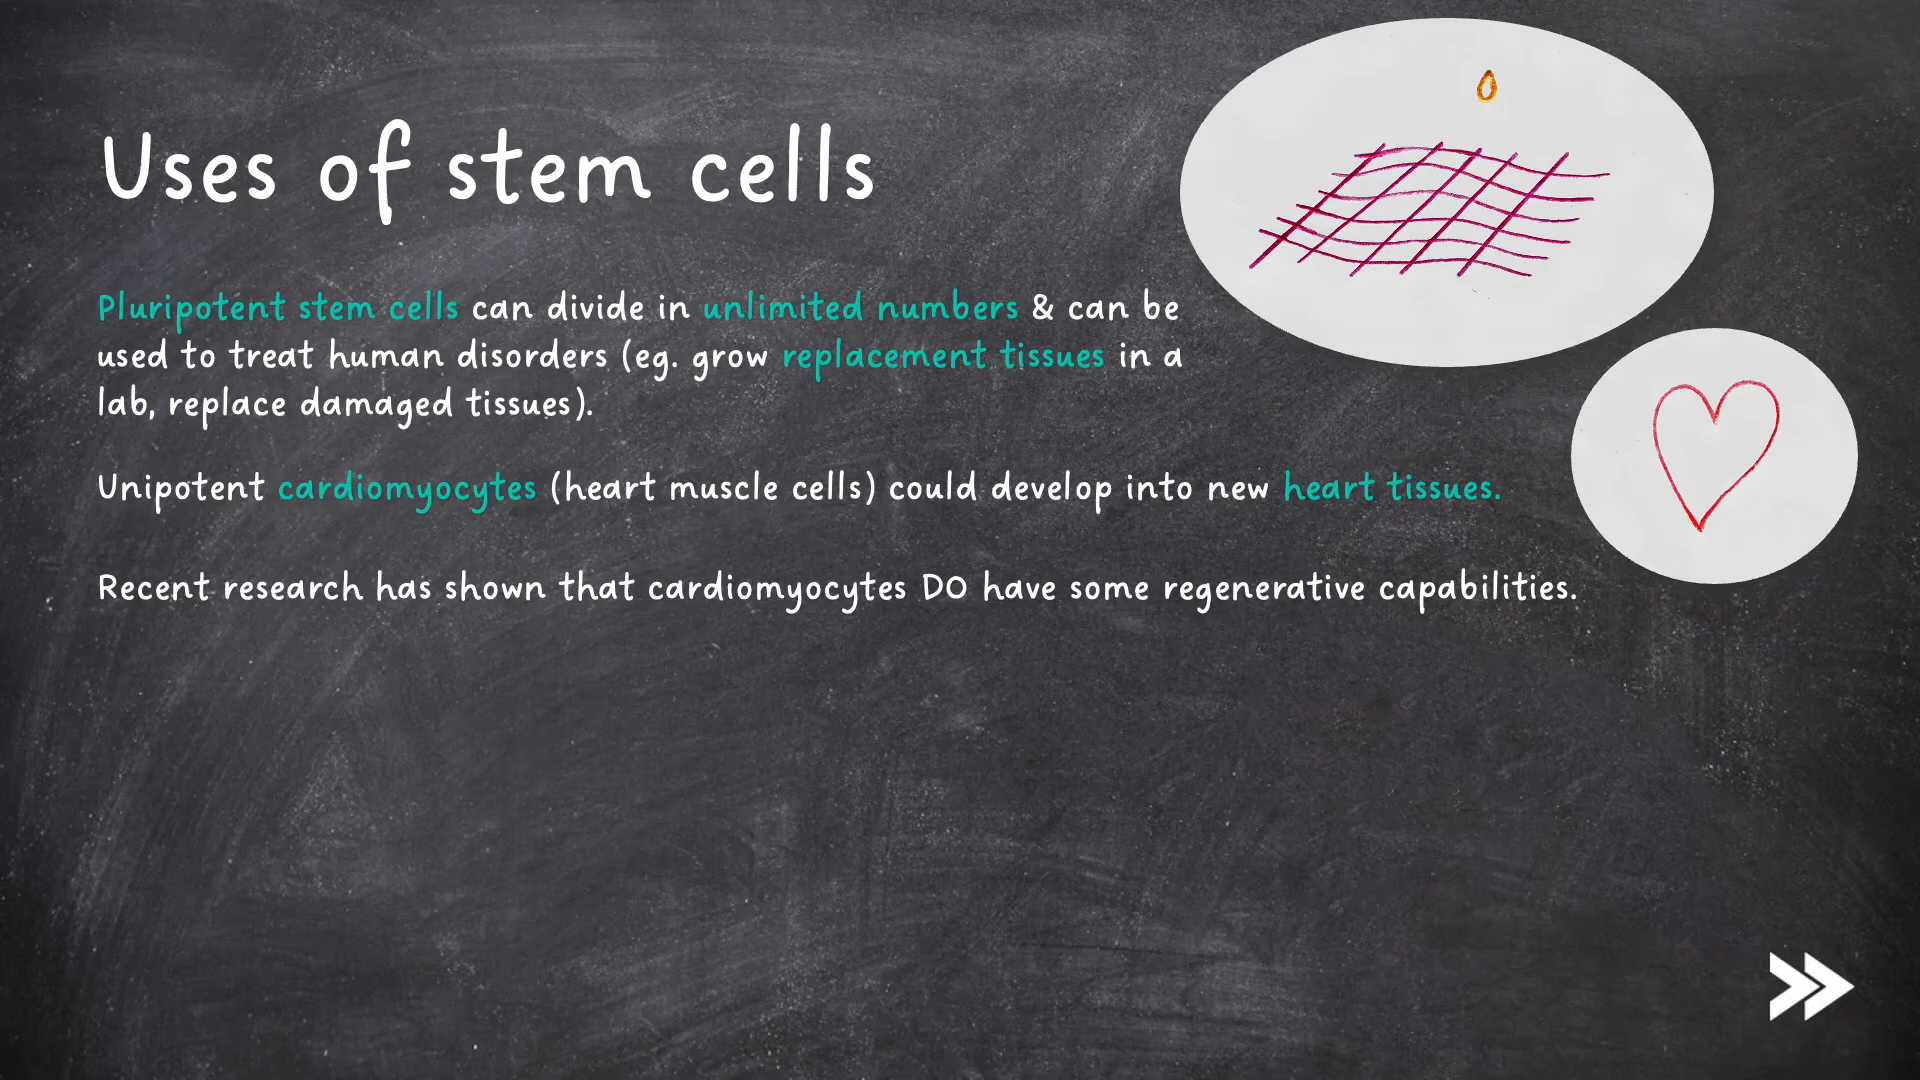 Uses of stem cells
Pluripotent stem cells can divide in unlimited numbers & can be
used to treat human disorders (eg. grow replacement tissues in a
lab, replace damaged tissues).
Unipotent cardiomyocytes (heart muscle cells) could develop into new heart tissues.
Recent research has shown that cardiomyocytes DO have some regenerative capabilities.